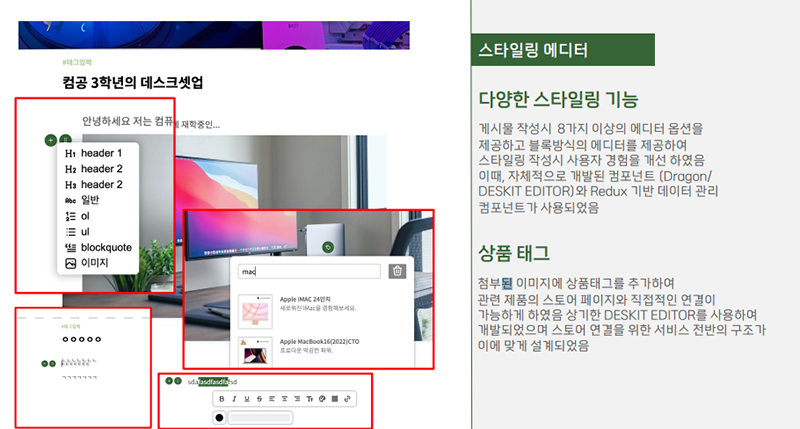 #태그입력
컴공 3학년의 데스크셋업
안녕하세요 저는 컴퓨
에 재학중인...
H1 header 1
H2 header 2
H3 header 2
Abc 일반
ol
ul
blockquote
이미지
mac
Apple IMAC 24인치
새로워진 IMac을 경험해보세요.
Apple MacBook16(2022)CTO
프로다운 막강한 파워.
#태그입력
ㅇㅇㅇㅇㅇ
ㄱㄱㄱㄱㄱㄱㄱ
sdafasdfasdfafsd
B I U S Tr
스타일링 에디터
다양한 스타일링 기능
게시물 작성시 8가지 이상의 에디터 옵션을
제공하고 블록방식의 에디터를 제공하여
스타일링 작성시 사용자 경험을 개선 하였음
이때, 자체적으로 개발된 컴포넌트 (Dragon/
DESKIT EDITOR)와 Redux 기반 데이터 관리
컴포넌트가 사용되었음
상품 태그
첨부된 이미지에 상품태그를 추가하여
관련 제품의 스토어 페이지와 직접적인 연결이
가능하게 하였음 상기한 DESKIT EDITOR를 사용하여
개발되었으며 스토어 연결을 위한 서비스 전반의 구조가
이에 맞게 설계되었음